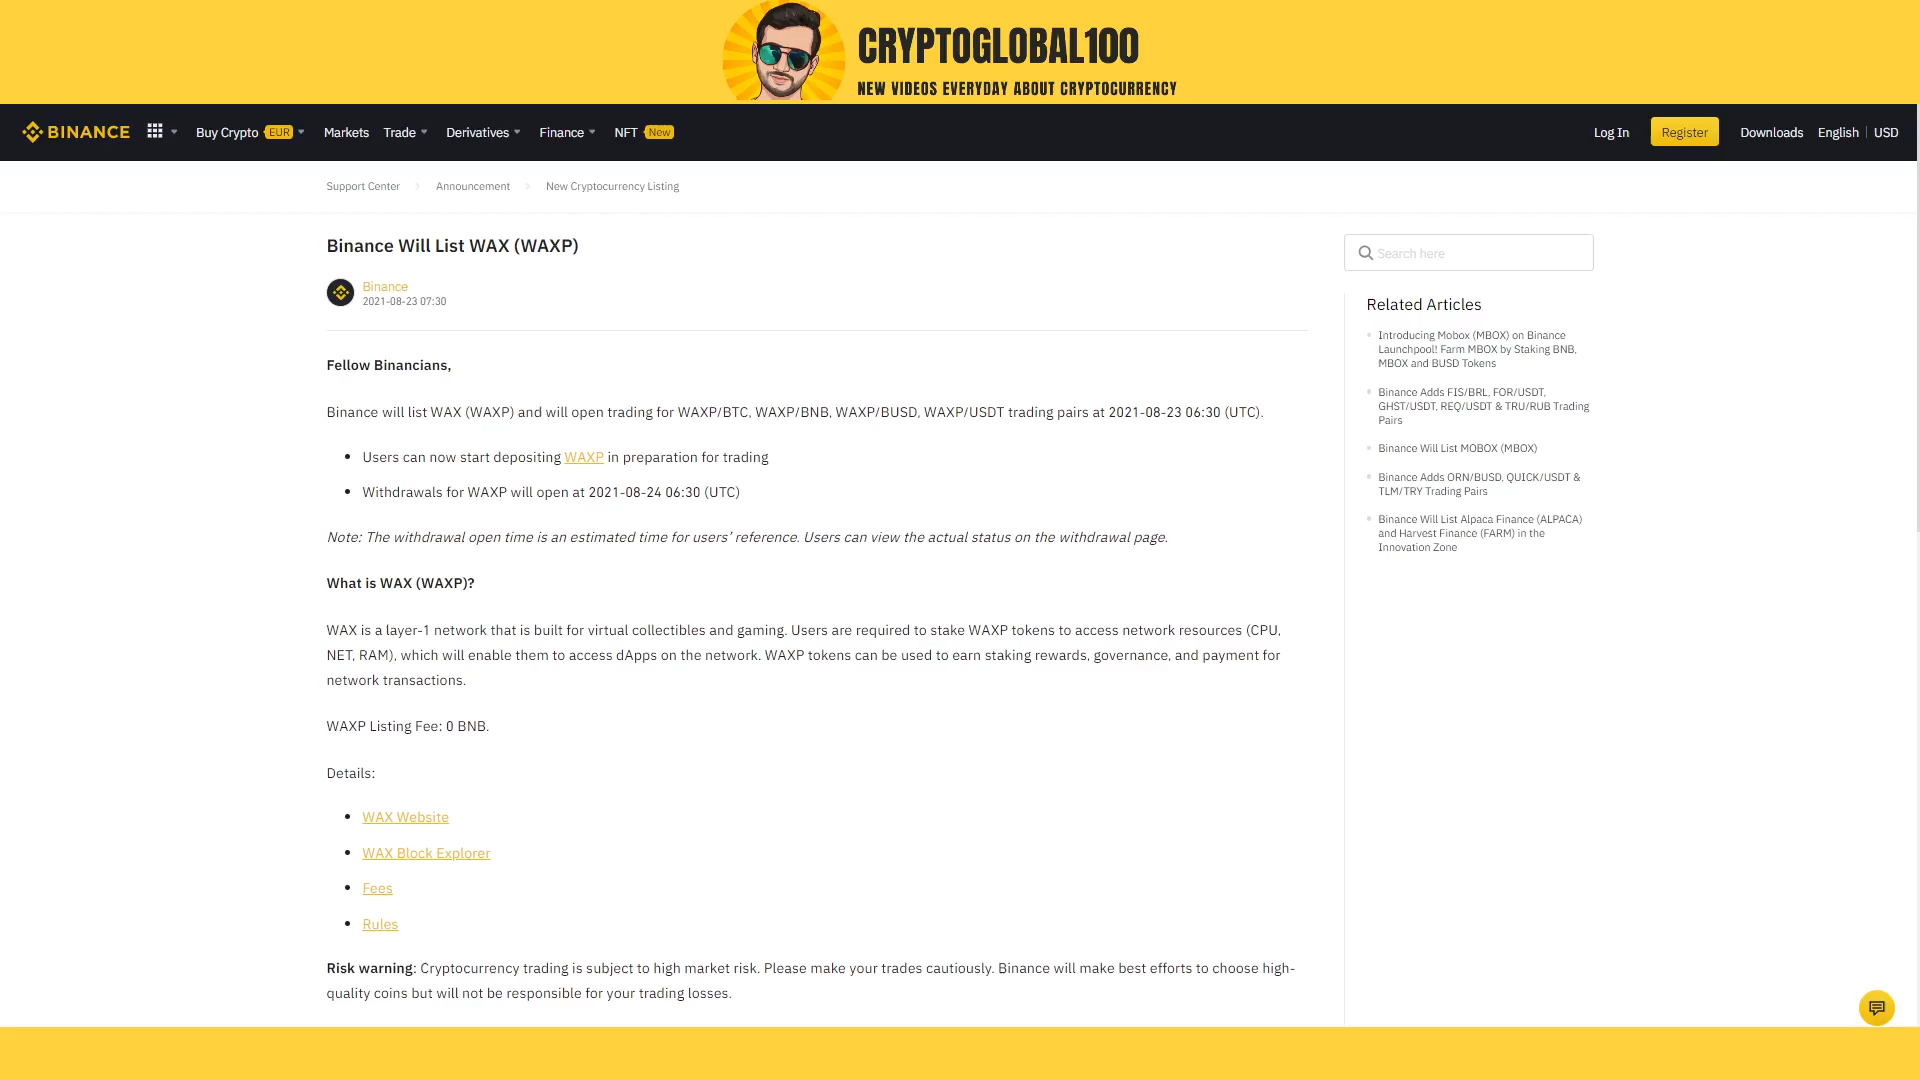 CRYPTOGLOBAL100
NEW VIDEOS EVERYDAY ABOUT CRYPTOCURRENCY
BINANCE Buy Crypto EUR Markets Trade Derivatives Finance NFT New Log In Register Downloads English USD
Support Center Announcement New Cryptocurrency Listing
Binance Will List WAX (WAXP)
Binance
2021-08-23 07:30
Fellow Binancians,
Binance will list WAX (WAXP) and will open trading for WAXP/BTC, WAXP/BNB, WAXP/BUSD, WAXP/USDT trading pairs at 2021-08-23 06:30 (UTC).
Users can now start depositing WAXP in preparation for trading
Withdrawals for WAXP will open at 2021-08-24 06:30 (UTC)
Note: The withdrawal open time is an estimated time for users’ reference. Users can view the actual status on the withdrawal page.
What is WAX (WAXP)?
WAX is a layer-1 network that is built for virtual collectibles and gaming. Users are required to stake WAXP tokens to access network resources (CPU,
NET, RAM), which will enable them to access dApps on the network. WAXP tokens can be used to earn staking rewards, governance, and payment for
network transactions.
WAXP Listing Fee: 0 BNB.
Details:
WAX Website
WAX Block Explorer
Fees
Rules
Risk warning: Cryptocurrency trading is subject to high market risk. Please make your trades cautiously. Binance will make best efforts to choose high-
quality coins but will not be responsible for your trading losses.
Search here
Related Articles
Introducing Mobox (MBOX) on Binance
Launchpool! Farm MBOX by Staking BNB,
MBOX and BUSD Tokens
Binance Adds FIS/BRL, FOR/USDT,
GHST/USDT, REQ/USDT & TRU/RUB Trading
Pairs
Binance Will List MOBOX (MBOX)
Binance Adds ORN/BUSD, QUICK/USDT &
TLM/TRY Trading Pairs
Binance Will List Alpaca Finance (ALPACA)
and Harvest Finance (FARM) in the
Innovation Zone